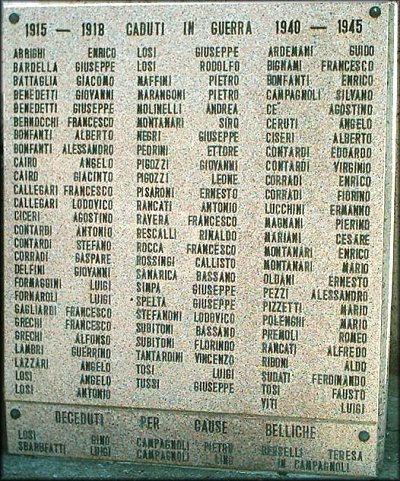 1915 — 1918 CADUTI IN GUERRA 1940 — 1945
ARRIGHI ENRICO
BARDELLA GIUSEPPE
BATTAGLIA GIACOMO
BENEDETTI GIOVANNI
BENEDETTI GIUSEPPE
BERNOCCHI FRANCESCO
BONFANTI ALBERTO
BONFANTI ALESSANDRO
CAIRO ANGELO
CAIRO GIACINTO
CALLEGARI FRANCESCO
CALLEGARI LODOVICO
CICERI AGOSTINO
CONTARDI ANTONIO
CONTARDI STEFANO
CORRADI GASPARE
DELFINI GIOVANNI
FORMAGGINI LUIGI
FORNAROLI LUIGI
GAGLIARDI FRANCESCO
GRECHI FRANCESCO
GRECHI ALFONSO
LAMBRI GUERRINO
LAZZARI ANGELO
LOSI ANGELO
LOSI ANTONIO
LOSI GIUSEPPE
LOSI RODOLFO
MAFFINI PIETRO
MARANGONI PIETRO
MOLINELLI ANDREA
MONTANARI SIRO
NEGRI GIUSEPPE
PEDRINI ETTORE
PIGOZZI GIOVANNI
PIGOZZI LEONE
PISARONI ERNESTO
RANCATI ANTONIO
RAVERA FRANCESCO
RESCALLI RINALDO
ROCCA FRANCESCO
ROSSINGI CALLISTO
SAMARICA BASSANO
SIMPA GIUSEPPE
SPELTA GIUSEPPE
STEFANONI LODOVICO
SUBITONI BASSANO
SUBITONI FLORINDO
TANTARDINI VINCENZO
TOSI LUIGI
TUSSI GIUSEPPE
ARDEMANI GUIDO
BIGNAMI FRANCESCO
BONFANTI ENRICO
CAMPAGNOLI SILVANO
CE' AGOSTINO
CERUTI ANGELO
CISERI ALBERTO
CONTARDI EDOARDO
CONTARDI VIRGINIO
CORRADI ENRICO
CORRADI FIORINO
LUCCHINI ERMANNO
MAGNANI PIERINO
MARIANI CESARE
MONTANARI ENRICO
MONTANARI MARIO
OLDANI ERNESTO
PEZZI ALESSANDRO
PIZZETTI MARIO
POLENGHI MARIO
PREMOLI ROMEO
RANCATI ALFREDO
RIBONI ALDO
SUDATI FERDINANDO
TOSI FAUSTO
VITI LUIGI
DECEDUTI PER CAUSE BELLICHE
LOSI GINO
SBARUFATTI LUIGI
CAMPAGNOLI PIETRO
CAMPAGNOLI LINO
TERESA
IN CAMPAGNOLI